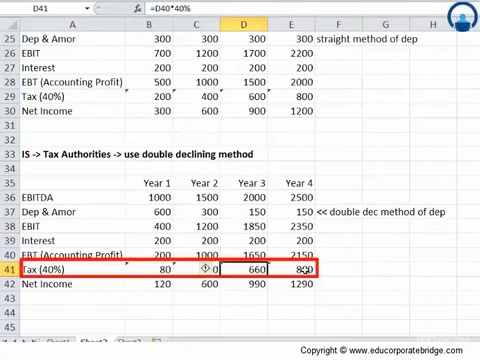 D41 fx =D40*40%
A B C D E F G H
25 Dep & Amor 300 300 300 300 straight method of dep
26 EBIT 700 1200 1700 2200
27 Interest 200 200 200 200
28 EBT (Accounting Profit) 500 1000 1500 2000
29 Tax (40%) 200 400 600 800
30 Net Income 300 600 900 1200
31
32
33 IS -> Tax Authorities -> use double declining method
34
35 Year 1 Year 2 Year 3 Year 4
36 EBITDA 1000 1500 2000 2500
37 Dep & Amor 600 300 150 150 << double dec method of dep
38 EBIT 400 1200 1850 2350
39 Interest 200 200 200 200
40 EBT (Accounting Profit) 200 1000 1650 2150
41 Tax (40%) 80 660
42 Net Income 120 600 990 1290
43
44
45
Copyright © www.educorporatebridge.com